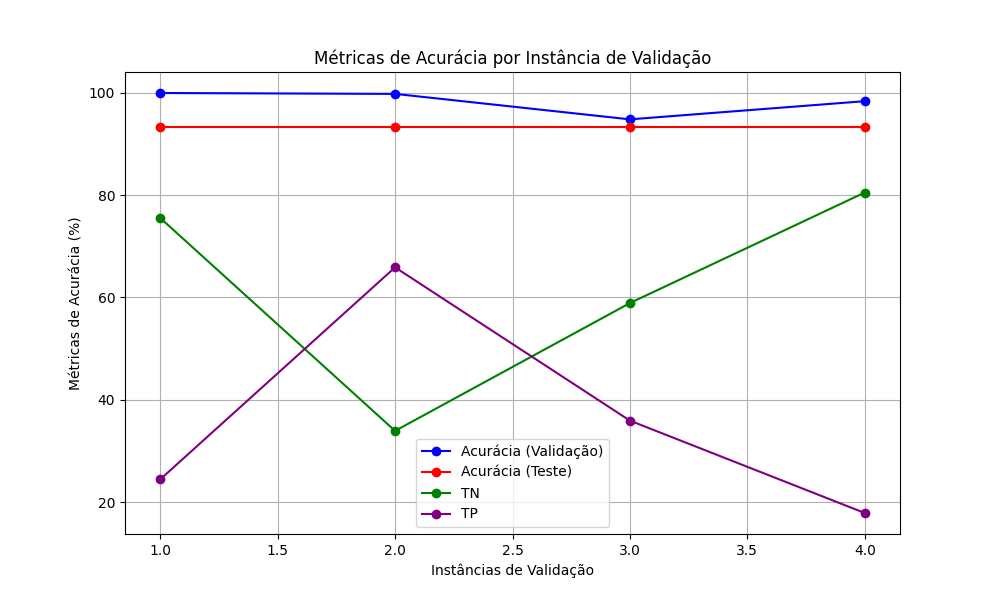 Métricas de Acurácia por Instância de Validação
Métricas de Acurácia (%)
100
80
60
40
20
Acurácia (Validação)
Acurácia (Teste)
TN
TP
1.0
1.5
2.0
2.5
3.0
3.5
4.0
Instâncias de Validação